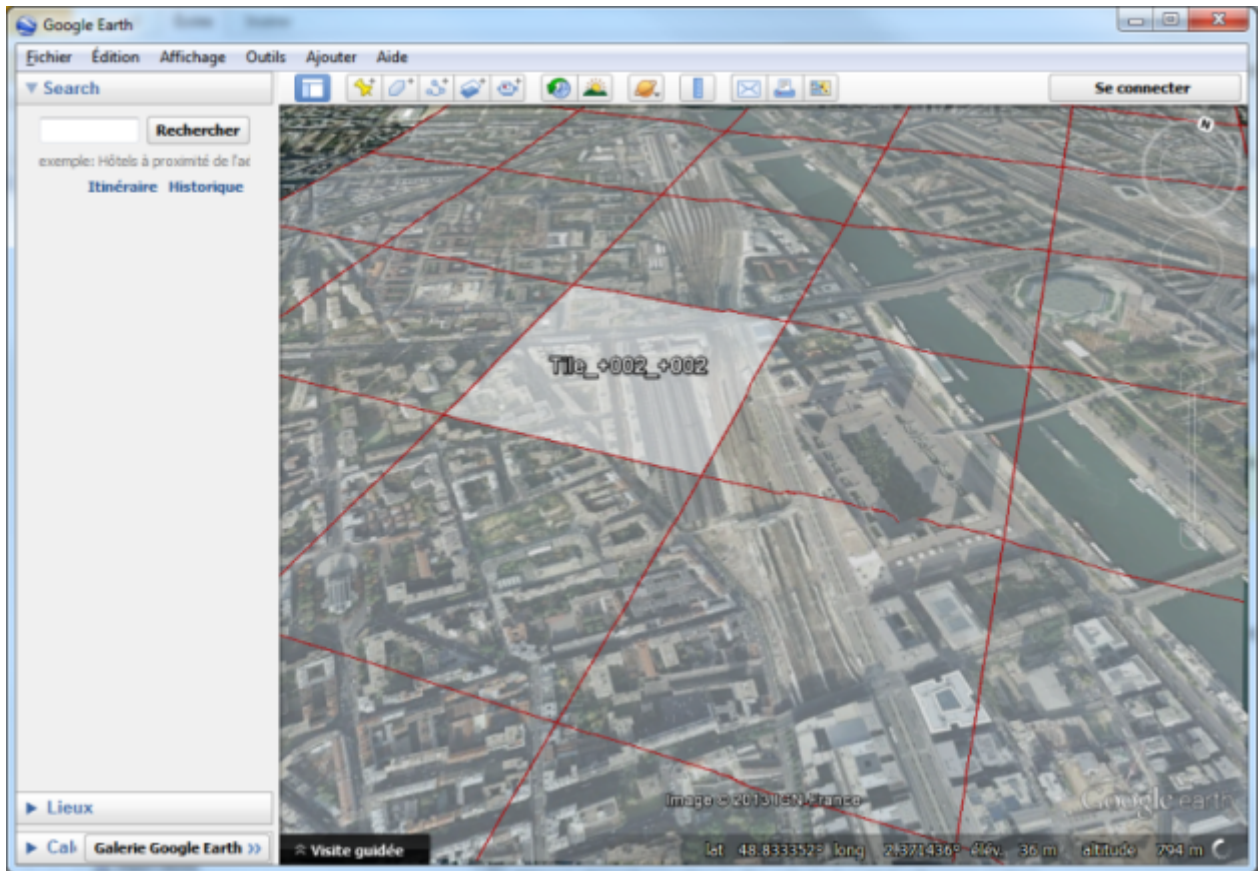 Google Earth
Fichier Édition Affichage Outils Ajouter Aide
Search
Se connecter
Rechercher
exemple: Hôtels à proximité de l'aé
Itinéraire Historique
N
Tile_+002_+002
Lieux
Cal
Galerie Google Earth >>
Visite guidée
Image © 2013 IGN-France
Google earth
lat 48.833352° long 2.371436° élév. 36 m altitude 794 m